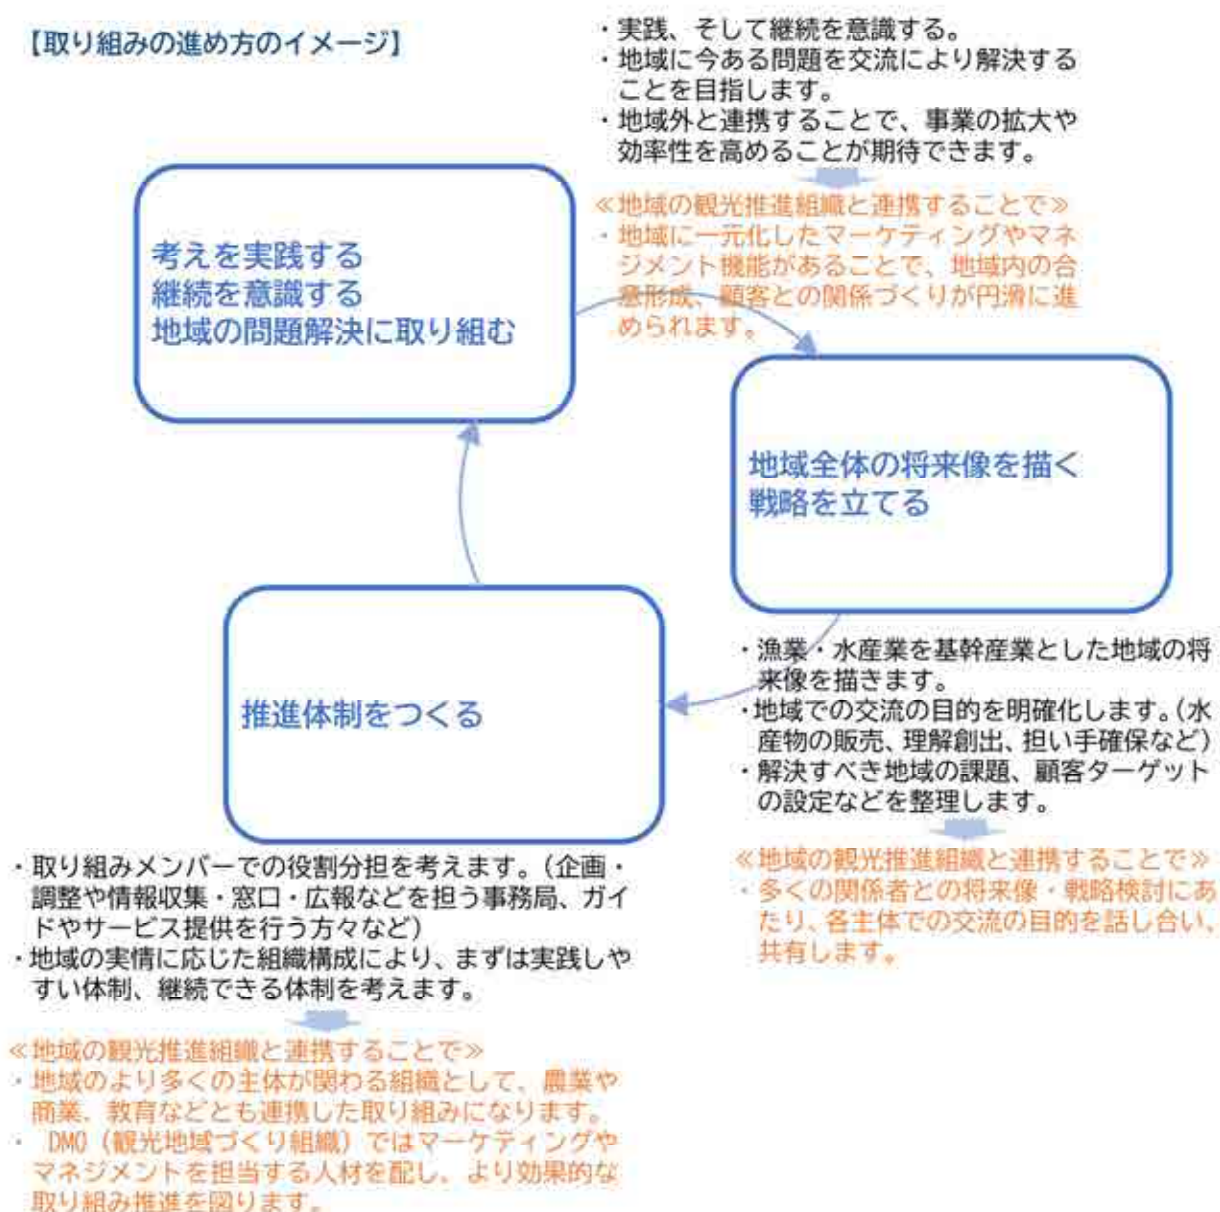 【取り組みの進め方のイメージ】
・実践、そして継続を意識する。
・地域に今ある問題を交流により解決する
ことを目指します。
・地域外と連携することで、事業の拡大や
効率性を高めることが期待できます。
≪地域の観光推進組織と連携することで≫
・地域に一元化したマーケティングやマネ
ジメント機能があることで、地域内の合
意形成、顧客との関係づくりが円滑に進
められます。
考えを実践する
継続を意識する
地域の問題解決に取り組む
地域全体の将来像を描く
戦略を立てる
・漁業・水産業を基幹産業とした地域の将
来像を描きます。
・地域での交流の目的を明確化します。（水
産物の販売、理解創出、担い手確保など）
・解決すべき地域の課題、顧客ターゲット
の設定などを整理します。
≪地域の観光推進組織と連携することで≫
・多くの関係者との将来像・戦略検討にあ
たり、各主体での交流の目的を話し合い、
共有します。
推進体制をつくる
・取り組みメンバーでの役割分担を考えます。（企画・
調整や情報収集・窓口・広報などを担う事務局、ガイ
ドやサービス提供を行う方々など）
・地域の実情に応じた組織構成により、まずは実践しや
すい体制、継続できる体制を考えます。
≪地域の観光推進組織と連携することで≫
・地域のより多くの主体が関わる組織として、農業や
商業、教育などとも連携した取り組みになります。
・ DMO（観光地域づくり組織）ではマーケティングや
マネジメントを担当する人材を配し、より効果的な
取り組み推進を図ります。